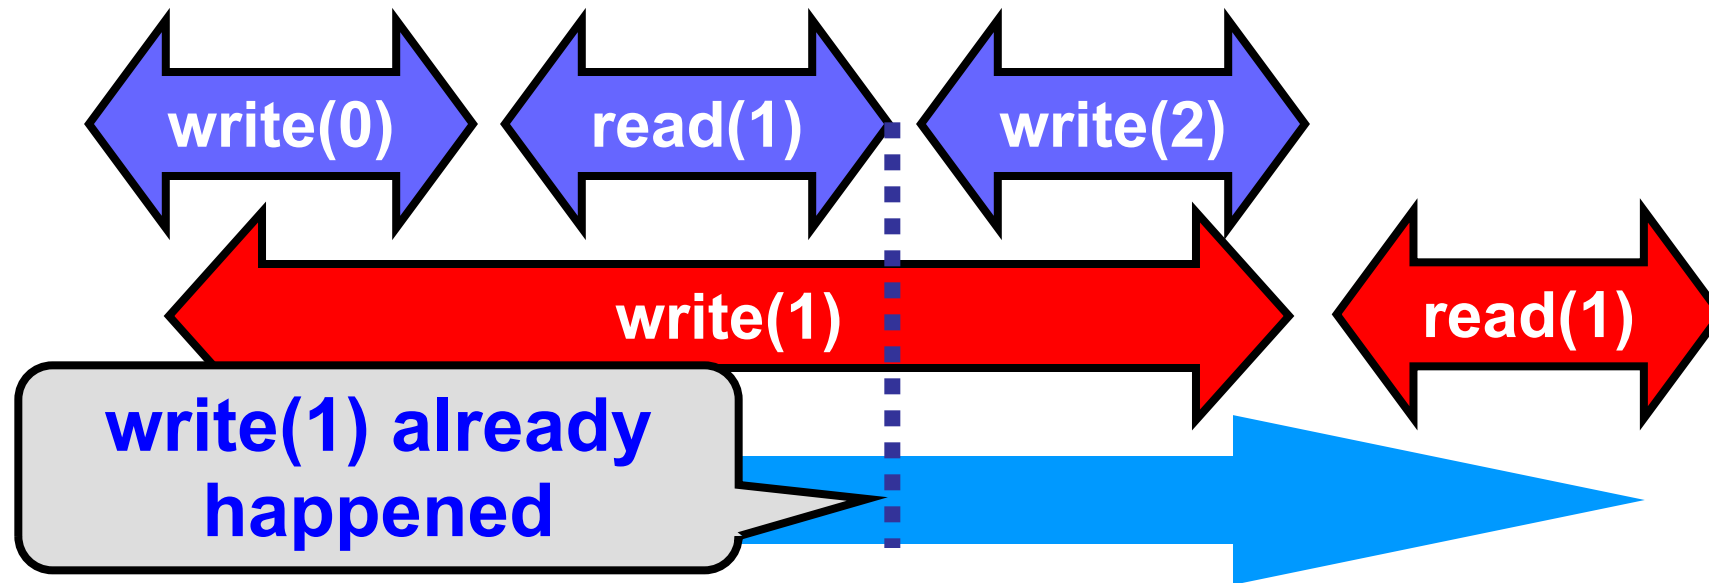 write(0) read(1) write(2)
write(1) read(1)
write(1) already
happened